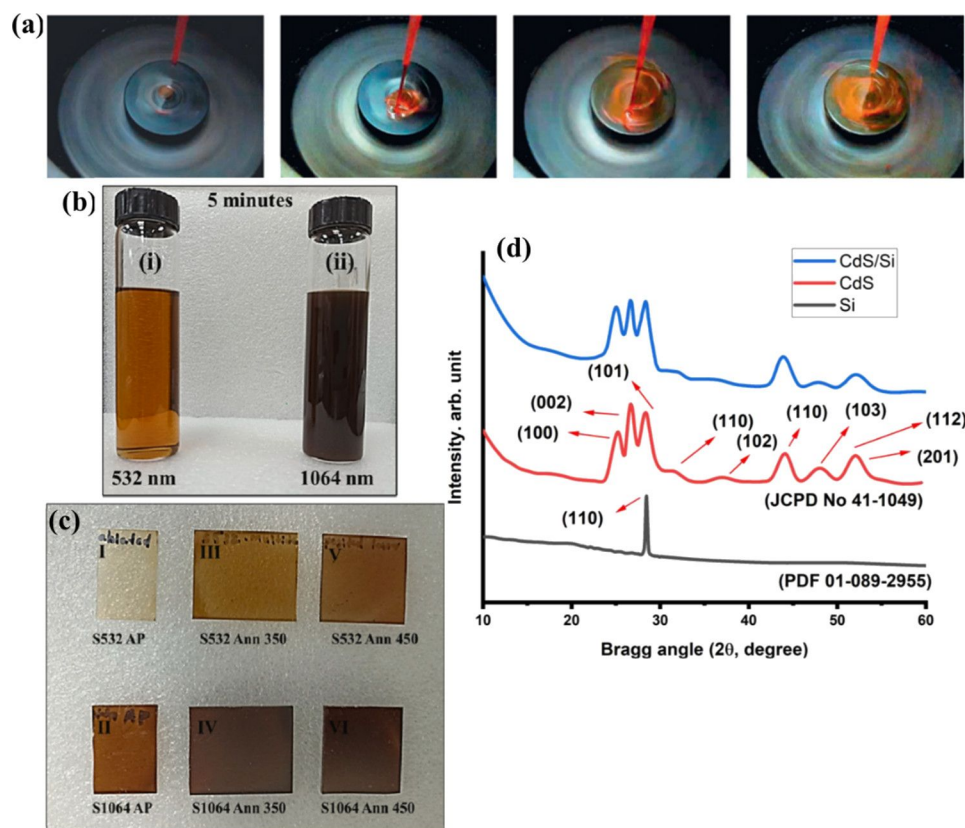 (a)
(b)
5 minutes
(i)
(ii)
532 nm
1064 nm
(c)
I
III
V
S532 AP
S532 Ann 350
S532 Ann 450
II
AP
IV
VI
S1064 AP
S1064 Ann 350
S1064 Ann 450
(d)
CdS/Si
CdS
Si
(101)
(002)
(100)
(110)
(102)
(110)
(103)
(112)
(201)
(JCPD No 41-1049)
(110)
(PDF 01-089-2955)
Intensity. arb. unit
10
20
30
40
50
60
Bragg angle (2θ, degree)